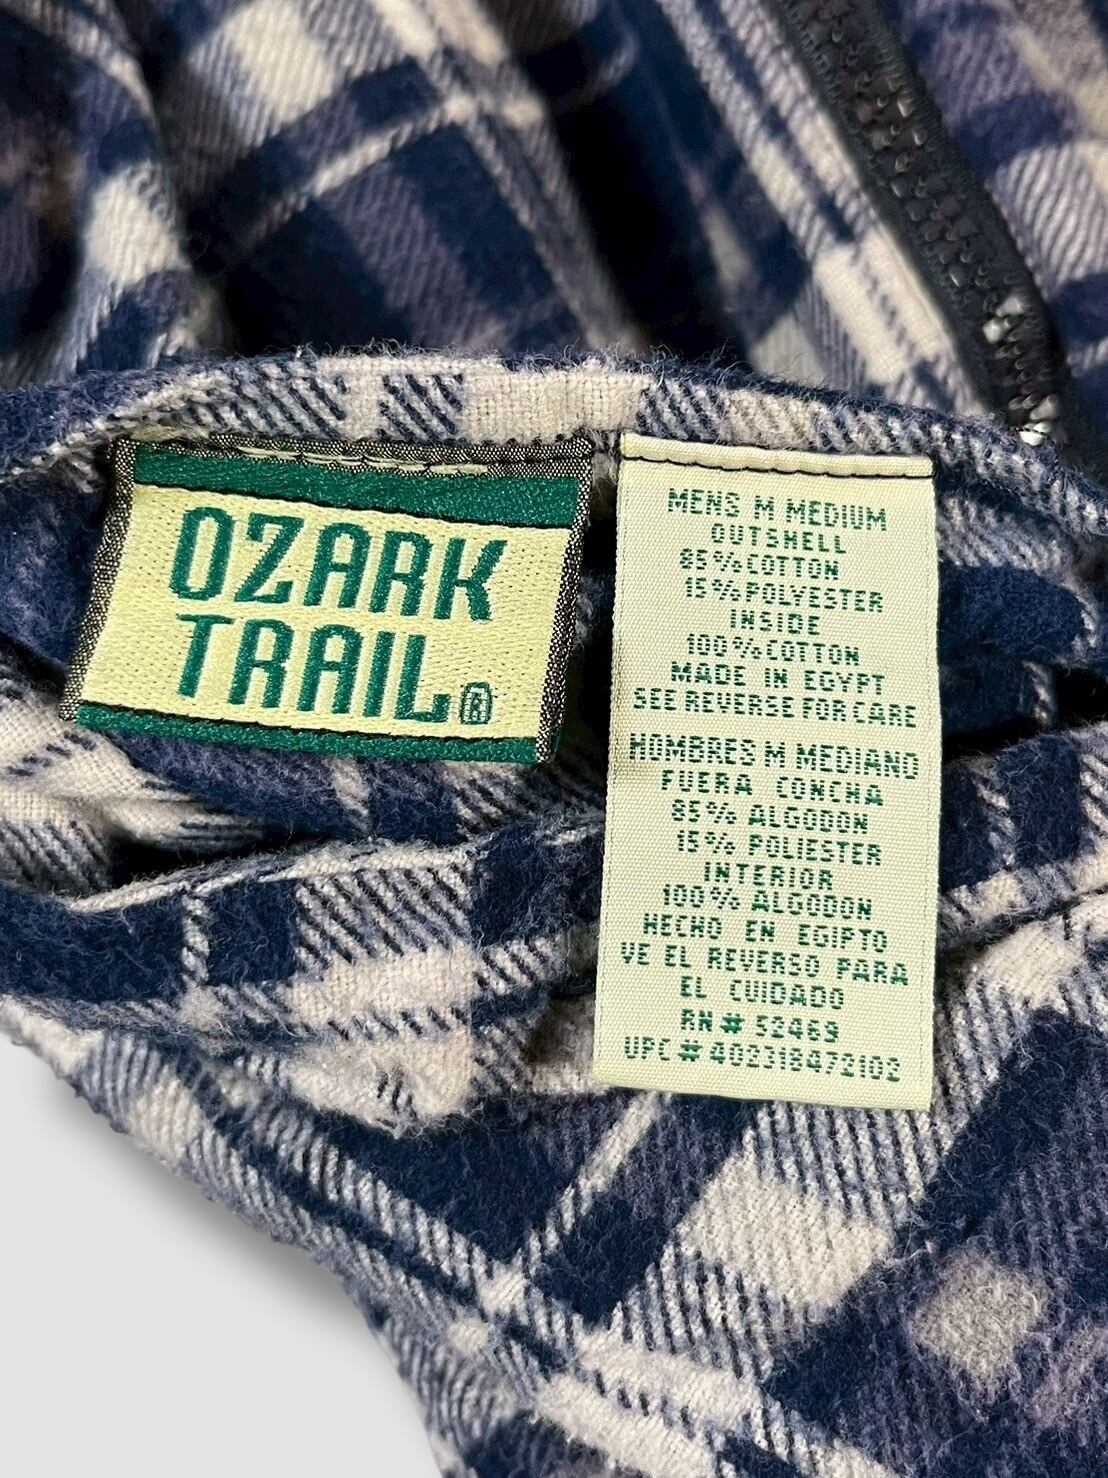 OZARK
TRAIL®
MENS M MEDIUM
OUTSHELL
85% COTTON
15% POLYESTER
INSIDE
100% COTTON
MADE IN EGYPT
SEE REVERSE FOR CARE
HOMBRES M MEDIANO
FUERA CONCHA
85% ALGODON
15% POLIESTER
INTERIOR
100% ALGODON
HECHO EN EGIPTO
VE EL REVERSO PARA
EL CUIDADO
RN# 52469
UPC# 402318472102